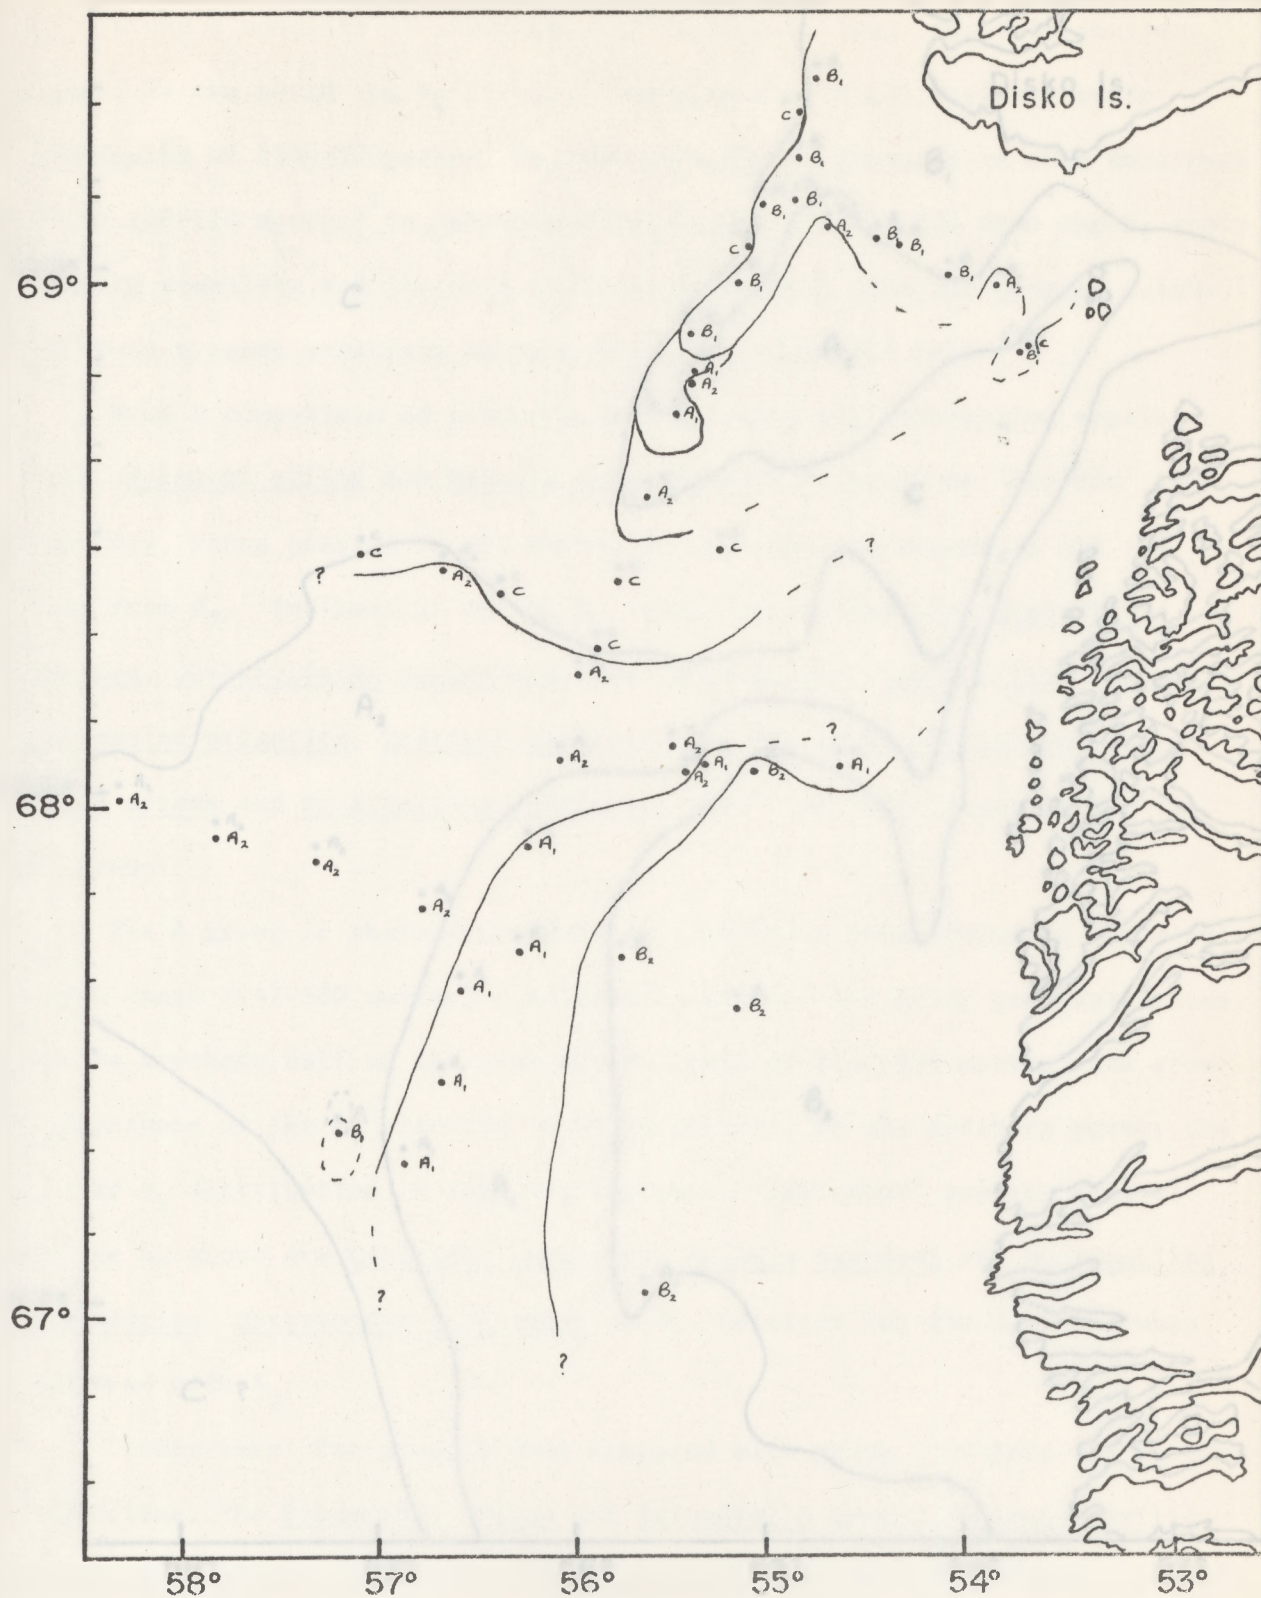 Disko Is.
B₁
C
B₁
B₁
B₁
A₂
B₁
B₁
C
B₁
B₁
A₂
69°
B₁
C
B₁
A₁
A₂
A₁
A₂
?
C
C
?
A₂
C
C
C
A₂
A₂
?
A₂
A₁
A₂
B₂
A₁
68°
A₂
A₂
A₂
A₁
A₂
A₁
B₂
A₁
B₂
A₁
B₁
A₁
B₂
?
67°
?
58° 57° 56° 55° 54° 53°